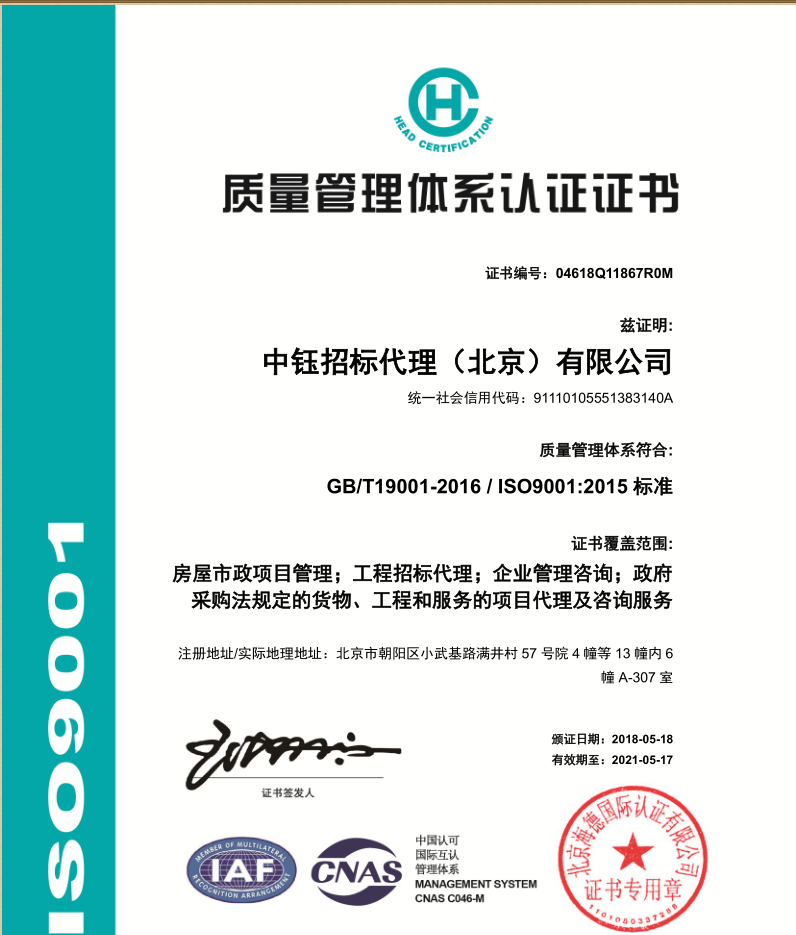 HEAD CERTIFICATION
质量管理体系认证证书
证书编号：04618Q11867R0M
兹证明:
中钰招标代理（北京）有限公司
统一社会信用代码：91110105551383140A
质量管理体系符合:
GB/T19001-2016 / ISO9001:2015 标准
证书覆盖范围:
房屋市政项目管理；工程招标代理；企业管理咨询；政府
采购法规定的货物、工程和服务的项目代理及咨询服务
注册地址/实际地理地址：北京市朝阳区小武基路满井村 57 号院 4 幢等 13 幢内 6
幢 A-307 室
颁证日期：2018-05-18
有效期至：2021-05-17
证书签发人
ISO9001
MEMBER OF MULTILATERAL
IAF
RECOGNITION ARRANGEMENT
CNAS
中国认可
国际互认
管理体系
MANAGEMENT SYSTEM
CNAS C046-M
北京海德国际认证有限公司
证书专用章
1101080337288